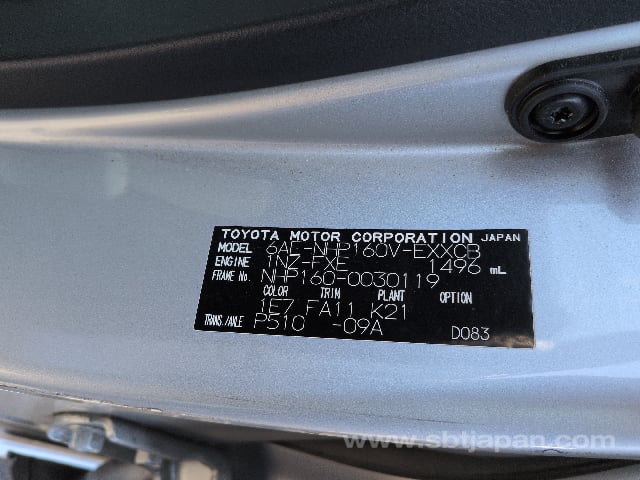 TOYOTA MOTOR CORPORATION JAPAN
MODEL 6AE-NHP160V-EXXCB
ENGINE 1NZ-FXE 1496 mL
FRAME No. NHP160-0030119
COLOR TRIM PLANT OPTION
1E7 FA11 K21
TRANS./AXLE P510 -09A D083
www.sbtjapan.com